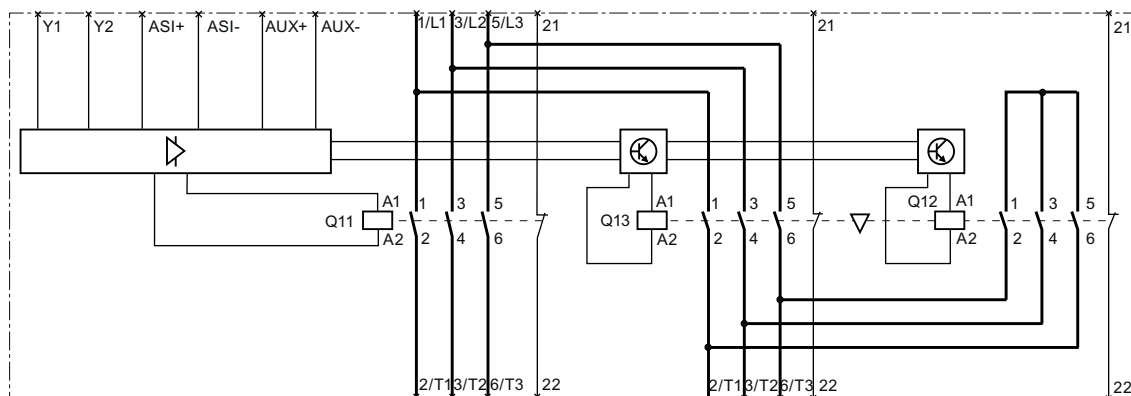 Y1 Y2 ASI+ ASI- AUX+ AUX- 1/L1 3/L2 5/L3 21 21 21
Q11 A1 A2 1 2 3 4 5 6
Q13 A1 A2 1 2 3 4 5 6
Q12 A1 A2 1 2 3 4 5 6
2/T1 3/T2 6/T3 22 2/T1 3/T2 6/T3 22 22